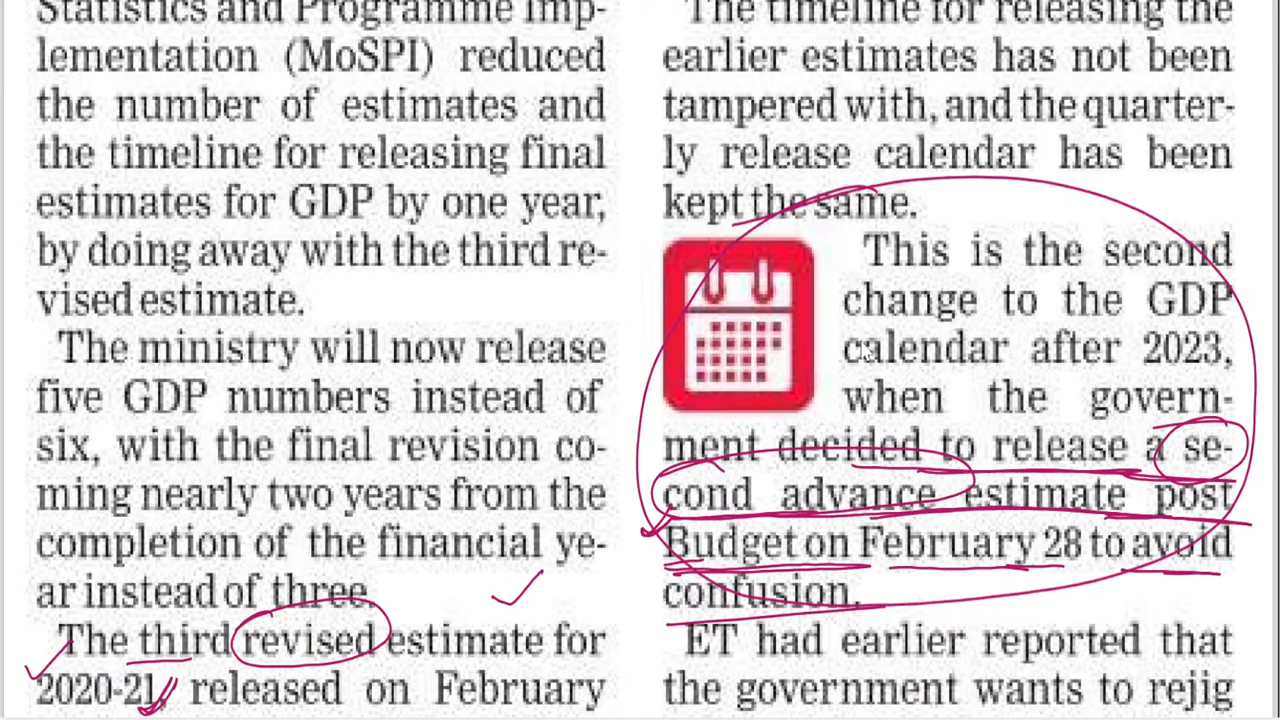 Statistics and Programme Imp-
lementation (MoSPI) reduced
the number of estimates and
the timeline for releasing final
estimates for GDP by one year,
by doing away with the third re-
vised estimate.
The ministry will now release
five GDP numbers instead of
six, with the final revision co-
ming nearly two years from the
completion of the financial ye-
ar instead of three.
The third revised estimate for
2020-21, released on February
The timeline for releasing the
earlier estimates has not been
tampered with, and the quarter-
ly release calendar has been
kept the same.
This is the second
change to the GDP
calendar after 2023,
when the govern-
ment decided to release a se-
cond advance estimate post
Budget on February 28 to avoid
confusion.
ET had earlier reported that
the government wants to rejig